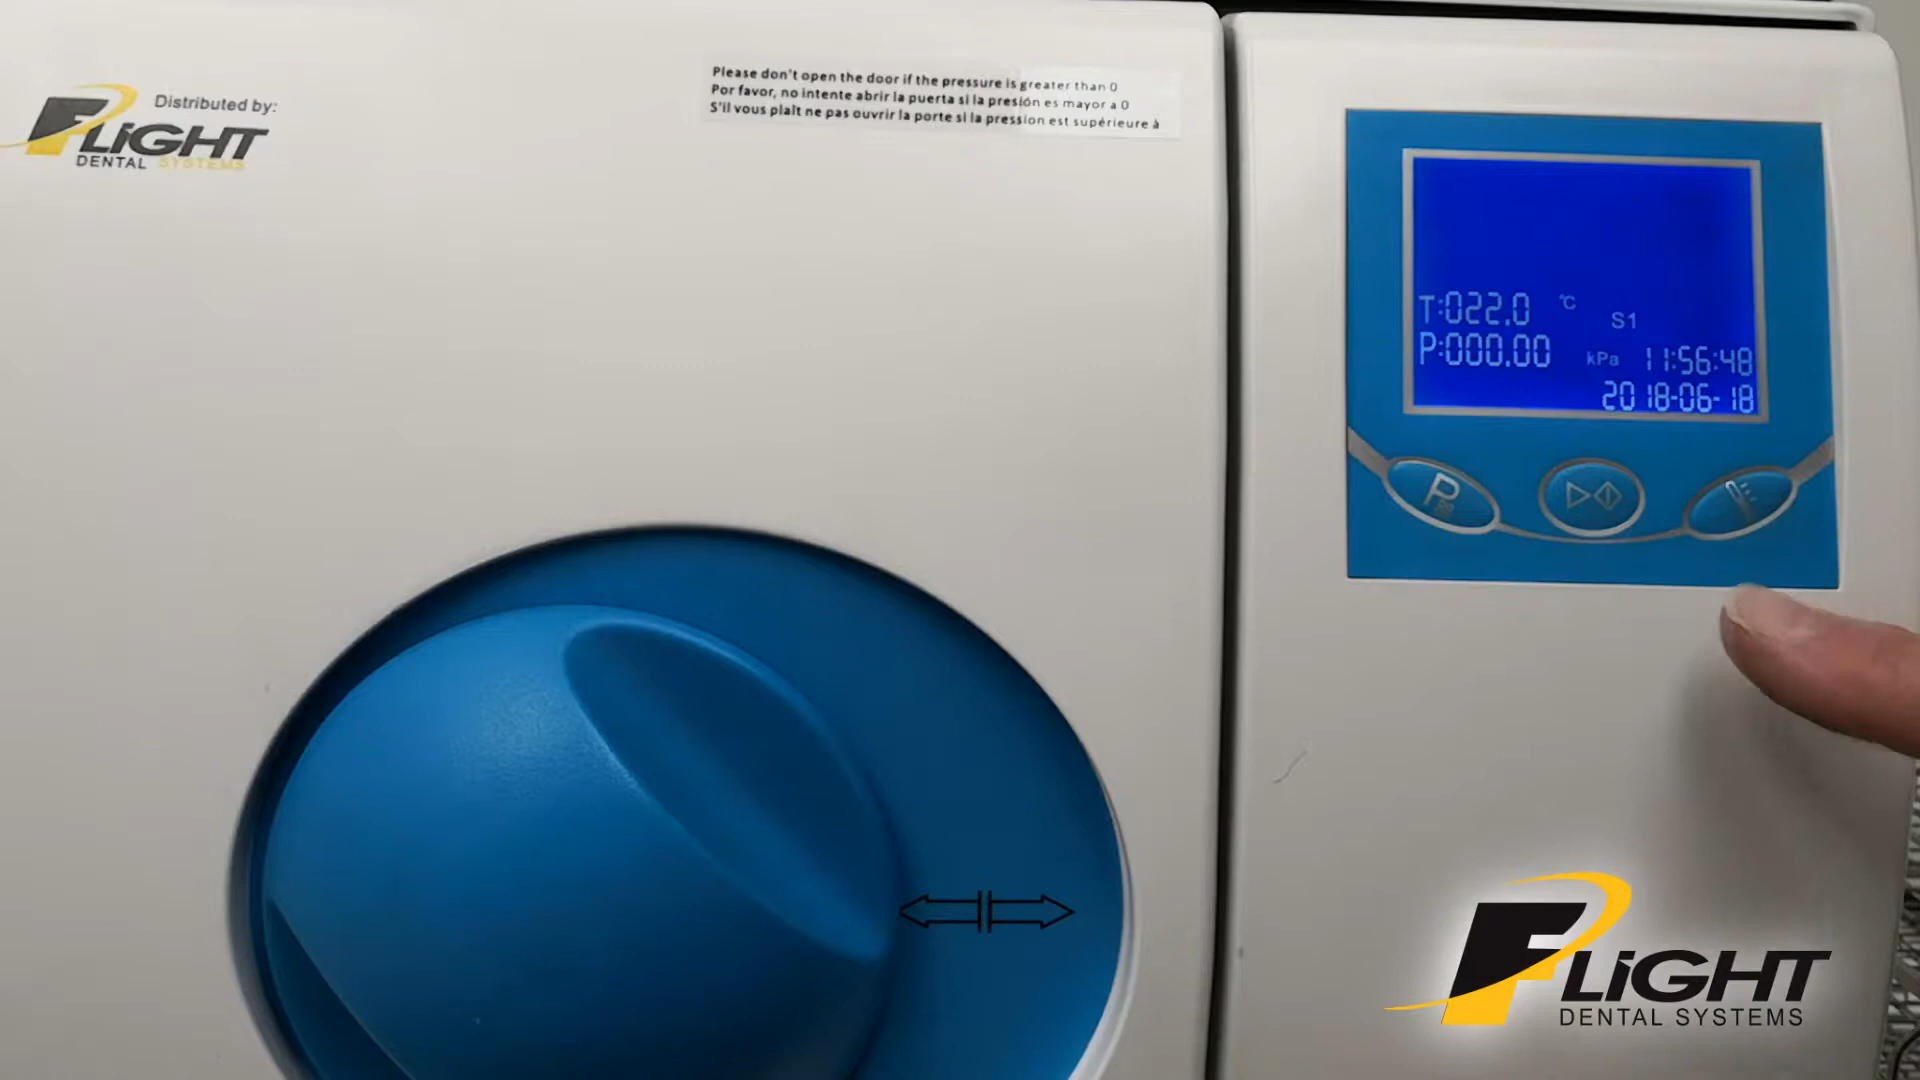 Distributed by:
FLiGHT
DENTAL SYSTEMS
Please don't open the door if the pressure is greater than 0
Por favor, no intente abrir la puerta si la presión es mayor a 0
S'il vous plaît ne pas ouvrir la porte si la pression est supérieure à
T:022.0 °C
S1
P:000.00 kPa 11:56:48
2018-06-18
P
FLiGHT
DENTAL SYSTEMS